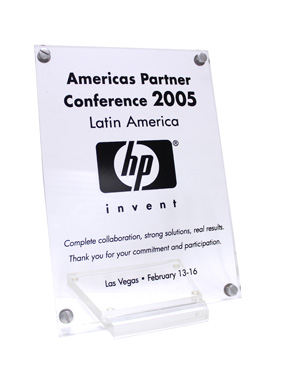 Americas Partner
Conference 2005
Latin America
hp®
invent
Complete collaboration, strong solutions, real results.
Thank you for your commitment and participation.
Las Vegas • February 13-16